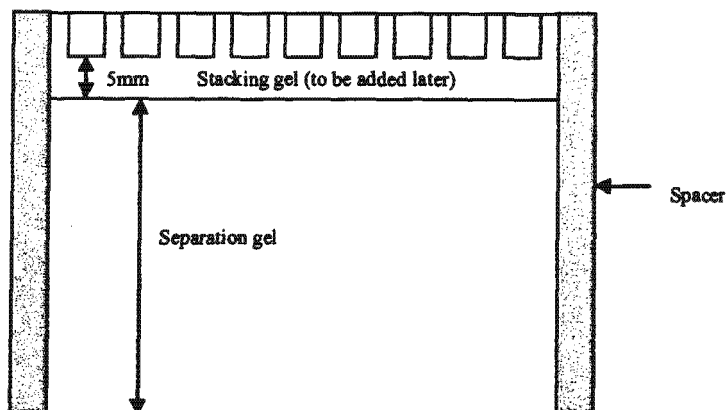 5mm Stacking gel (to be added later)
Spacer
Separation gel